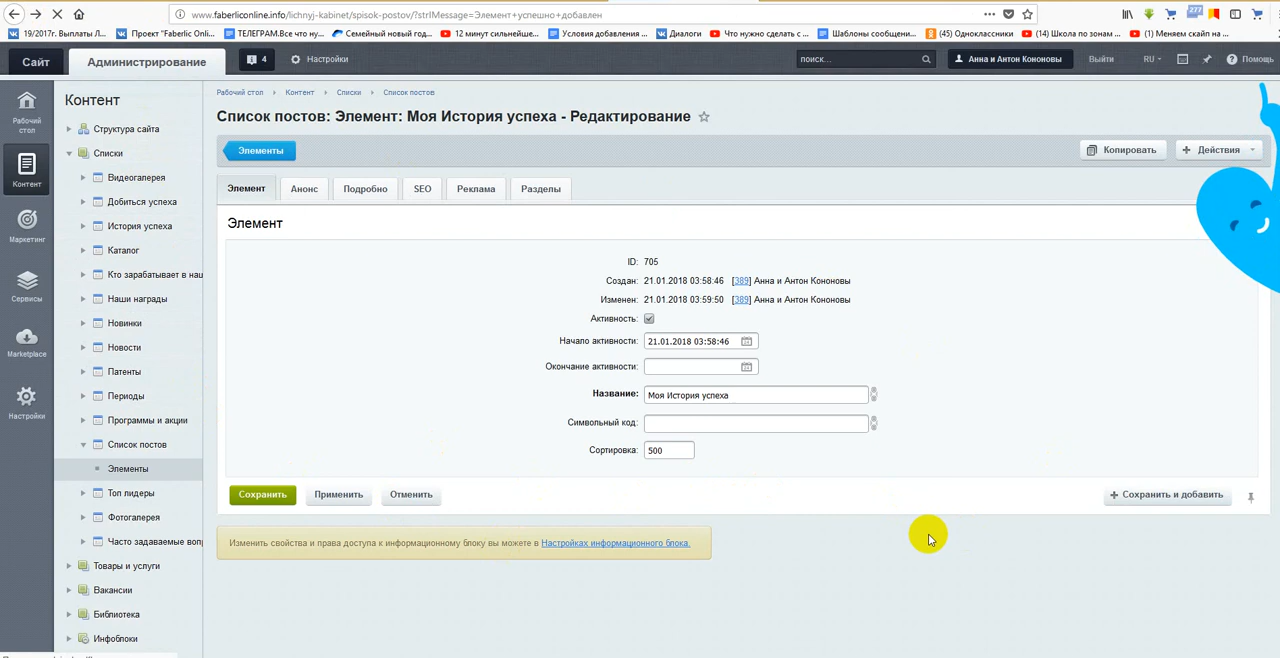 www.faberliconline.info/lichnyj-kabinet/spisok-postov/?strIMessage=Элемент+успешно+добавлен
277
19/2017г. Выплаты Л...
Проект "Faberlic Onli...
ТЕЛЕГРАМ.Все что ну...
Семейный новый год...
12 минут сильнейше...
Условия добавления ...
Диалоги
Что нужно сделать с ...
Шаблоны сообщени...
(45) Одноклассники
(14) Школа по зонам ...
(1) Меняем скайп на ...
Сайт
Администрирование
4
Настройки
поиск...
Анна и Антон Кононовы
Выйти
RU
Помощь
Рабочий стол
Контент
Маркетинг
Сервисы
Marketplace
Настройки
Контент
Структура сайта
Списки
Видеогалерея
Добиться успеха
История успеха
Каталог
Кто зарабатывает в наш
Наши награды
Новинки
Новости
Патенты
Периоды
Программы и акции
Список постов
Элементы
Топ лидеры
Фотогалерея
Часто задаваемые вопр
Товары и услуги
Вакансии
Библиотека
Инфоблоки
Рабочий стол Контент Списки Список постов
Список постов: Элемент: Моя История успеха - Редактирование
Элементы
Копировать
Действия
Элемент
Анонс
Подробно
SEO
Реклама
Разделы
Элемент
ID: 705
Создан: 21.01.2018 03:58:46 [389] Анна и Антон Кононовы
Изменен: 21.01.2018 03:59:50 [389] Анна и Антон Кононовы
Активность:
Начало активности: 21.01.2018 03:58:46
Окончание активности:
Название: Моя История успеха
Символьный код:
Сортировка: 500
Сохранить
Применить
Отменить
Сохранить и добавить
Изменить свойства и права доступа к информационному блоку вы можете в Настройках информационного блока.